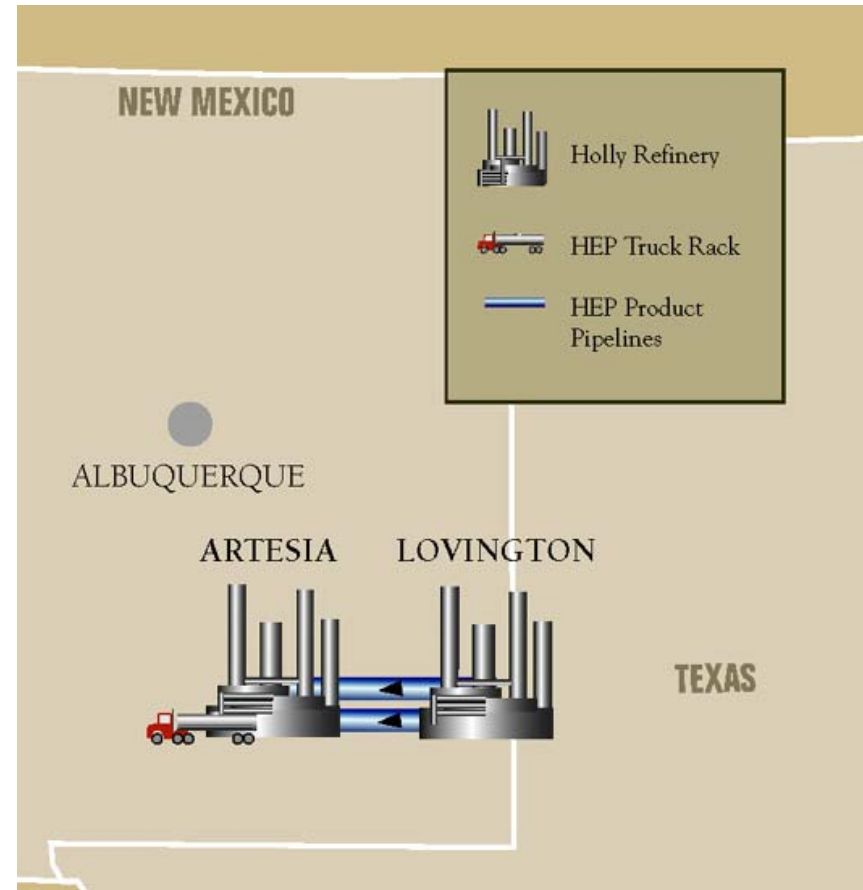 NEW MEXICO
Holly Refinery
HEP Truck Rack
HEP Product
Pipelines
ALBUQUERQUE
ARTESIA
LOVINGTON
TEXAS